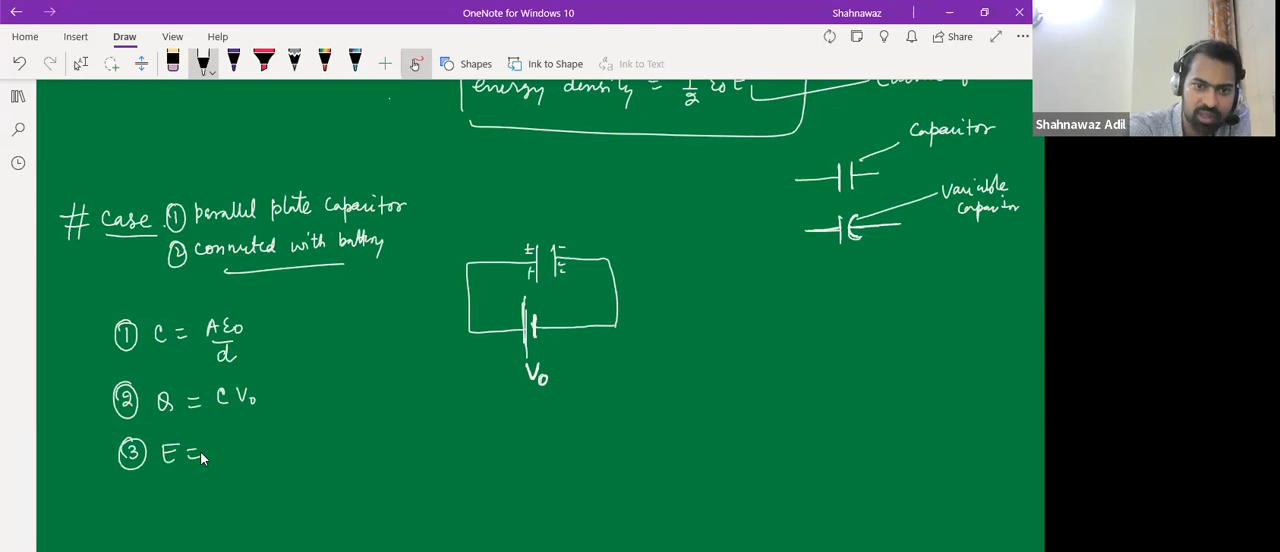 OneNote for Windows 10
Shahnawaz
Home Insert Draw View Help
Share
Shapes
Ink to Shape
Ink to Text
Shahnawaz Adil
energy density = 1/2 ε0 E
capacitor
variable
capacitor
# case ① parallel plate capacitor
② connected with battery
+ -
+ -
V0
① C = Aε0/d
② Q = C V0
③ E =